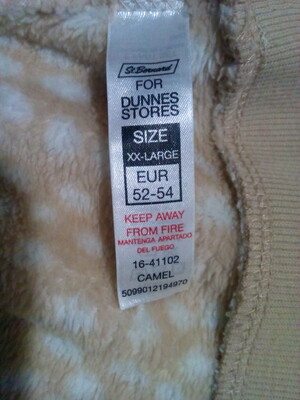 St.Bernard
FOR
DUNNES
STORES
SIZE
XX-LARGE
EUR
52-54
KEEP AWAY
FROM FIRE
MANTENGA APARTADO
DEL FUEGO
16-41102
CAMEL
5099012194970